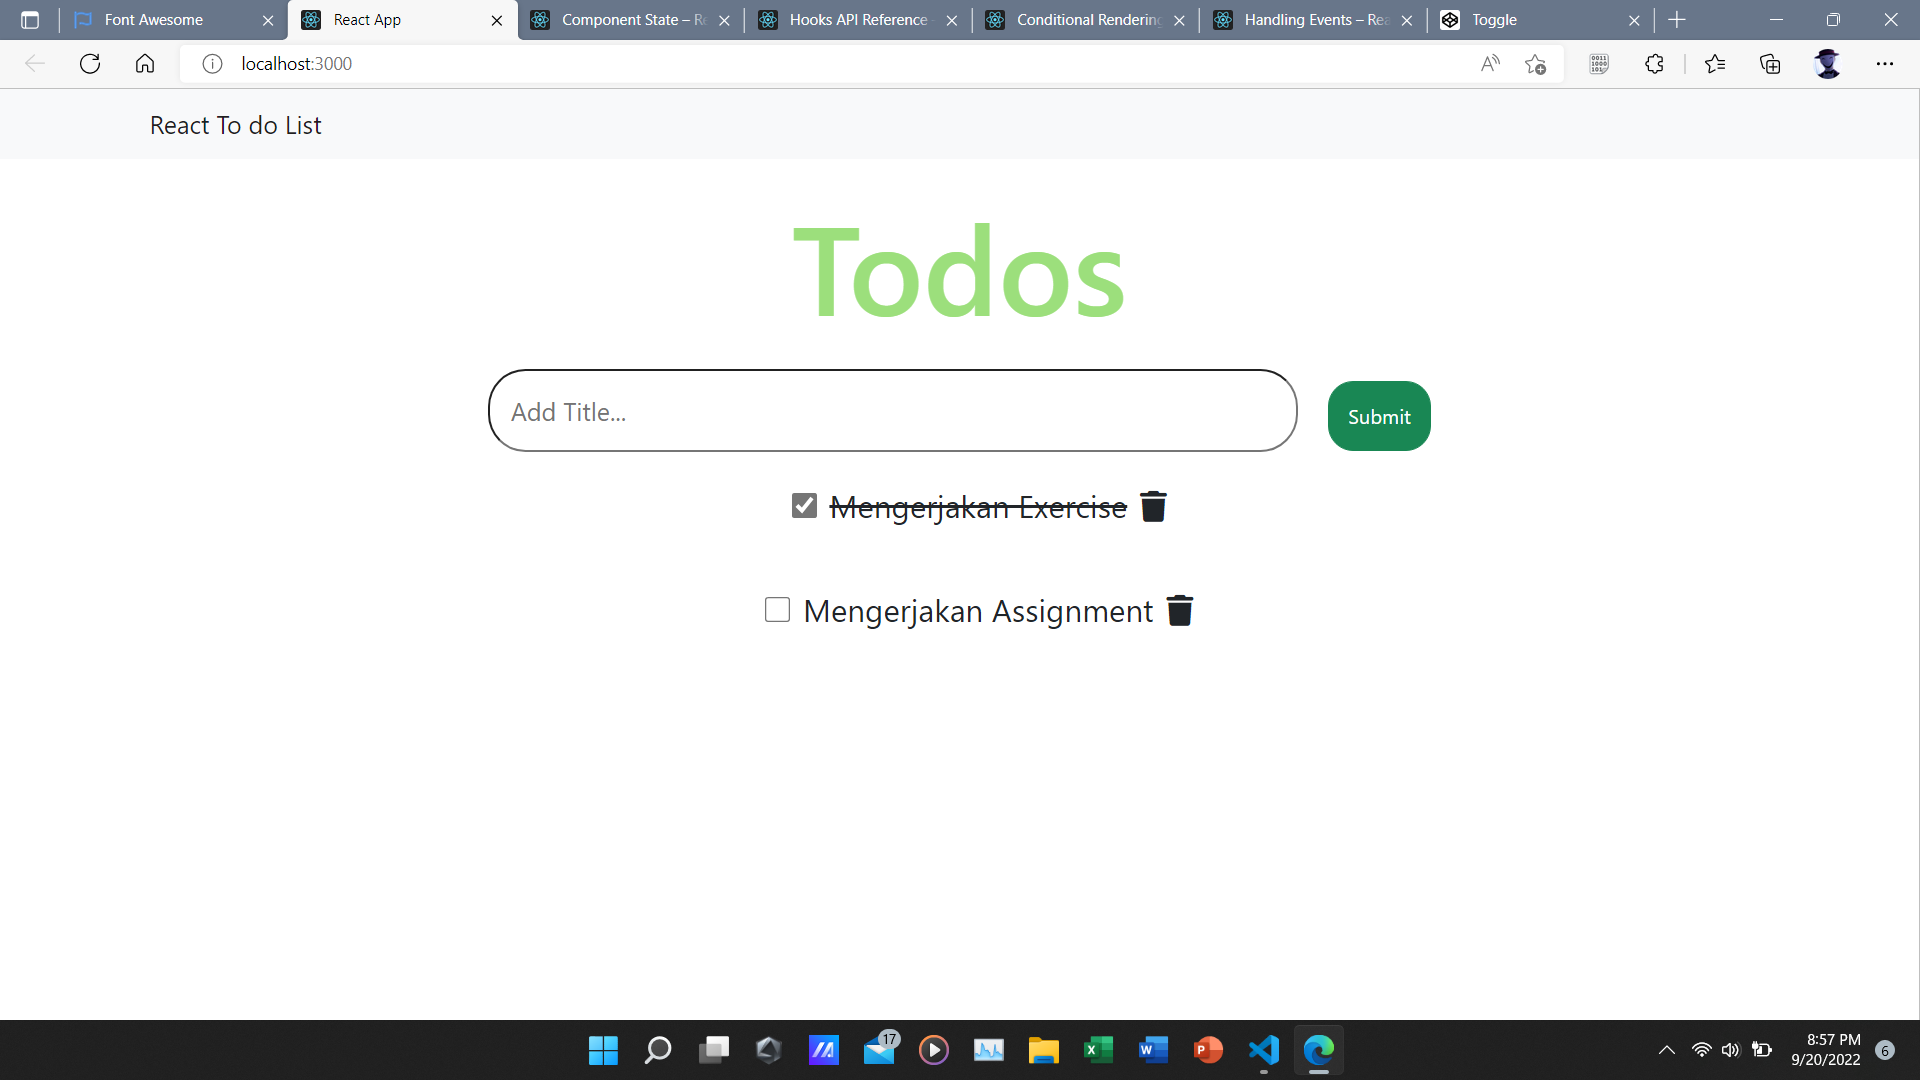 Font Awesome
React App
Component State – Re
Hooks API Reference
Conditional Rendering
Handling Events – Rea
Toggle
localhost:3000
React To do List
Todos
Add Title...
Submit
Mengerjakan Exercise
Mengerjakan Assignment
17
8:57 PM
9/20/2022
6